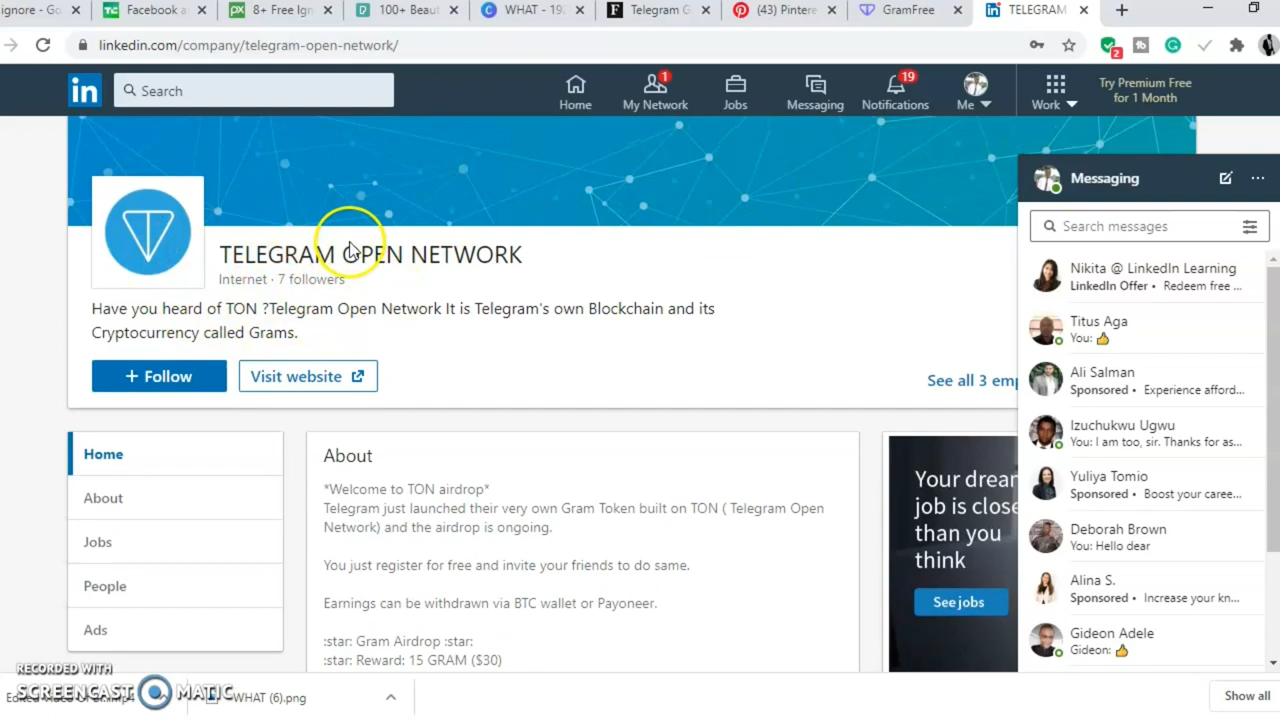 ignore - Go
Facebook a
8+ Free Ign
100+ Beaut
WHAT - 192
Telegram G
(43) Pintere
GramFree
TELEGRAM
linkedin.com/company/telegram-open-network/
2
in
Search
Home
1
My Network
Jobs
Messaging
19
Notifications
Me
Work
Try Premium Free
for 1 Month
TELEGRAM OPEN NETWORK
Internet · 7 followers
Have you heard of TON ?Telegram Open Network It is Telegram's own Blockchain and its
Cryptocurrency called Grams.
+ Follow
Visit website
See all 3 emp
Home
About
Jobs
People
Ads
About
*Welcome to TON airdrop*
Telegram just launched their very own Gram Token built on TON ( Telegram Open
Network) and the airdrop is ongoing.
You just register for free and invite your friends to do same.
Earnings can be withdrawn via BTC wallet or Payoneer.
:star: Gram Airdrop :star:
:star: Reward: 15 GRAM ($30)
Your dream
job is close
than you
think
See jobs
Messaging
Search messages
Nikita @ LinkedIn Learning
LinkedIn Offer • Redeem free ...
Titus Aga
You: 👍
Ali Salman
Sponsored • Experience afford...
Izuchukwu Ugwu
You: I am too, sir. Thanks for as...
Yuliya Tomio
Sponsored • Boost your caree...
Deborah Brown
You: Hello dear
Alina S.
Sponsored • Increase your kn...
Gideon Adele
Gideon: 👍
RECORDED WITH
SCREENCAST MATIC
WHAT (6).png
Show all